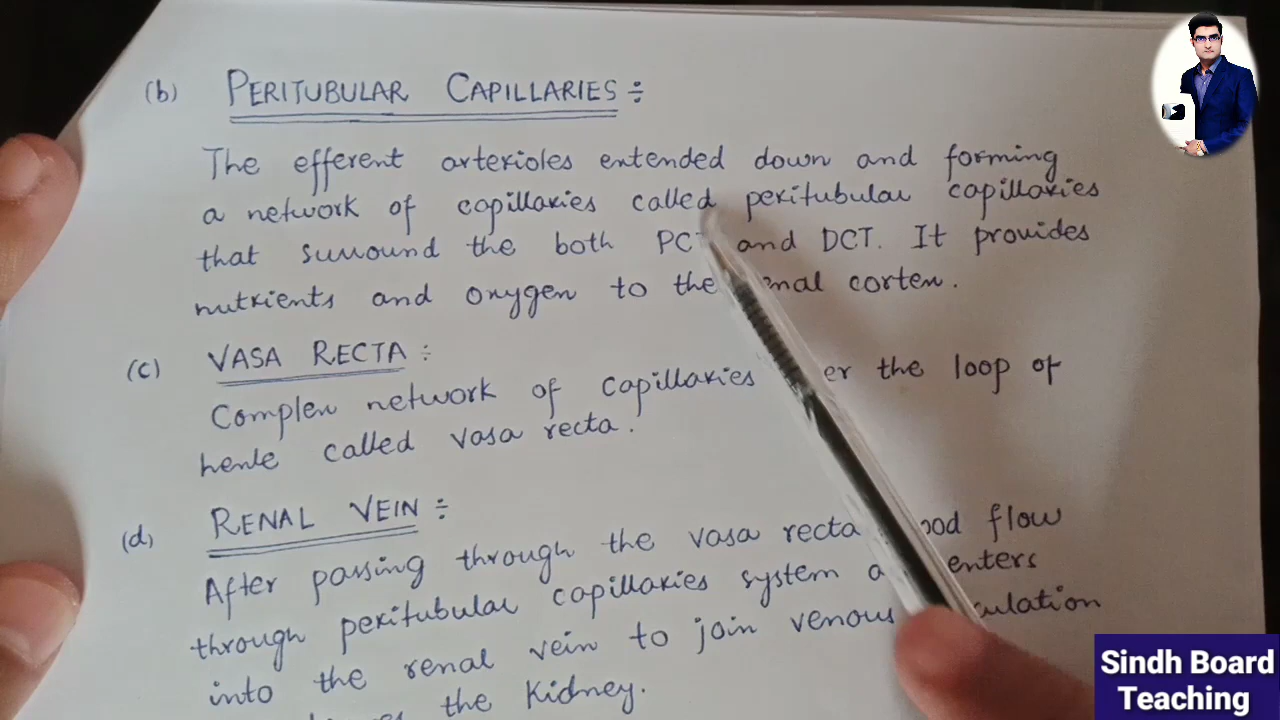 (b) PERITUBULAR CAPILLARIES ÷
The efferent arterioles extended down and forming
a network of capillaries called peritubular capillaries
that surround the both PCT and DCT. It provides
nutrients and oxygen to the renal cortex.
(c) VASA RECTA ÷
Complex network of capillaries the loop of
henle called vasa recta.
(d) RENAL VEIN ÷
After passing through the vasa recta flow
through peritubular capillaries system enters
into the renal vein to join venous
the Kidney.
Sindh Board
Teaching